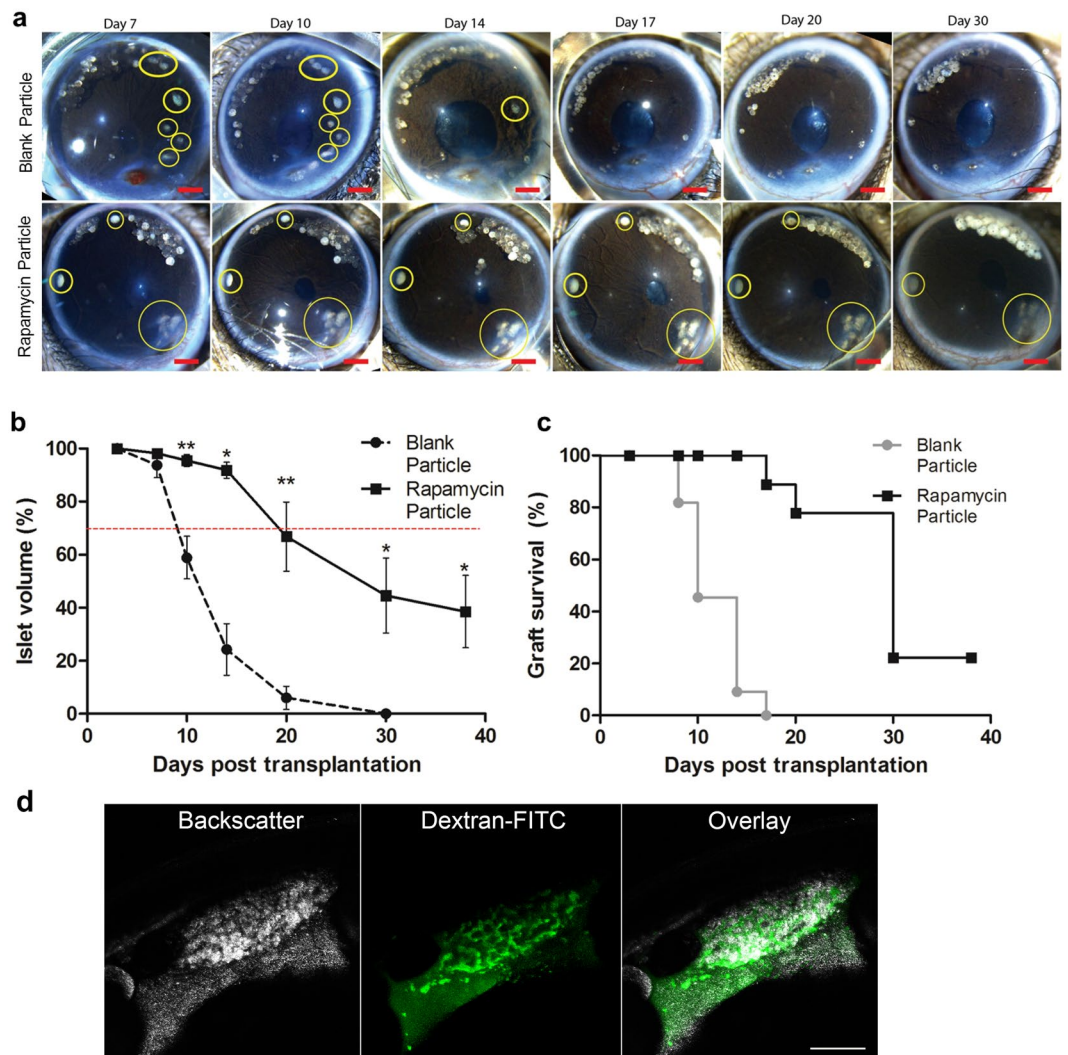 a
Day 7 Day 10 Day 14 Day 17 Day 20 Day 30
Blank Particle
Rapamycin Particle
b
Blank
Particle
Rapamycin
Particle
100
80
60
40
20
0
** * ** * *
Islet volume (%)
0 10 20 30 40
Days post transplantation
c
Blank
Particle
Rapamycin
Particle
100
80
60
40
20
0
Graft survival (%)
0 10 20 30 40
Days post transplantation
d
Backscatter Dextran-FITC Overlay